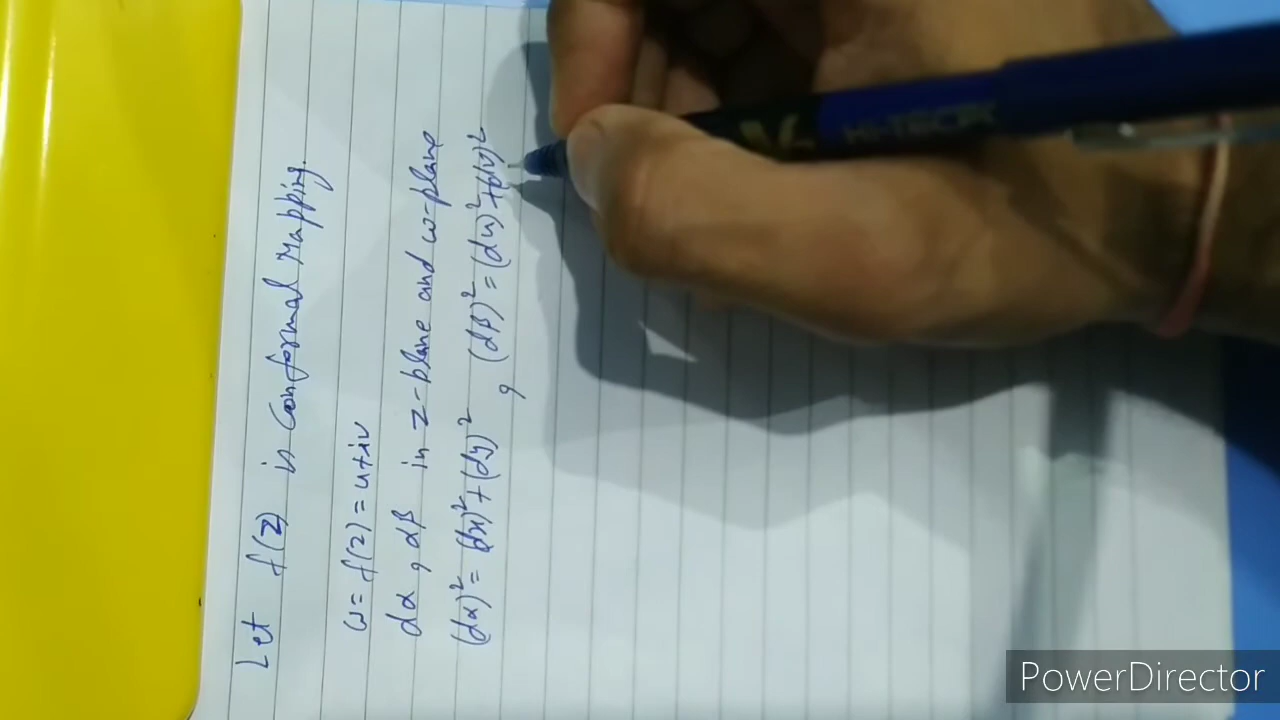 Let f(z) is conformal Mapping.
w = f(z) = u+iv
dα , dβ in z-plane and w-plane
(dα)² = (dx)²+(dy)² , (dβ)² = (du)²+(dv)²
HI-TECPOINT
PowerDirector